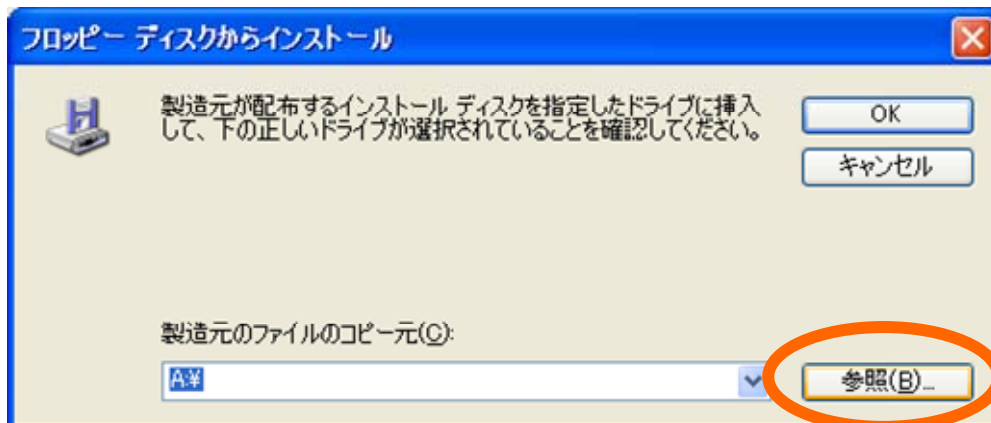 フロッピー ディスクからインストール
製造元が配布するインストール ディスクを指定したドライブに挿入
して、下の正しいドライブが選択されていることを確認してください。
OK
キャンセル
製造元のファイルのコピー元(C):
A:¥
参照(B)...